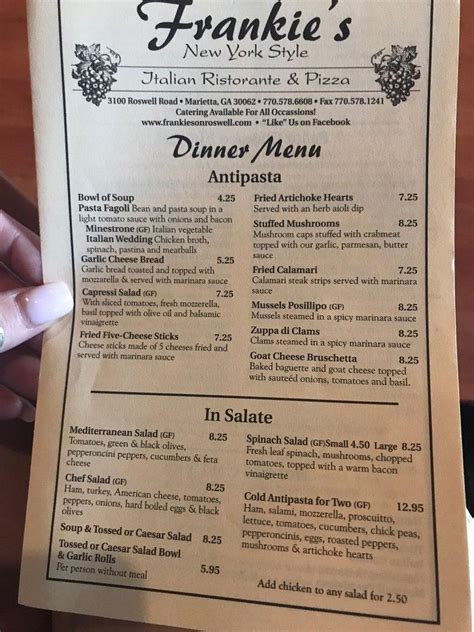 Frankie's
New York Style
Italian Ristorante & Pizza
3100 Roswell Road • Marietta, GA 30062 • 770.578.6608 • Fax 770.578.1241
Catering Available For All Occassions!
www.frankiesonroswell.com • "Like" Us on Facebook
Dinner Menu
Antipasta
Bowl of Soup 4.25
Pasta Fagoli Bean and pasta soup in a
light tomato sauce with onions and bacon
Minestrone (GF) Italian vegetable
Italian Wedding Chicken broth,
spinach, pastina and meatballs
Garlic Cheese Bread 5.25
Garlic bread toasted and topped with
mozzatella & served with marinara sauce
Capressi Salad (GF) 7.25
With sliced tomatoes, fresh mozzerella,
basil topped with olive oil and balsamic
vinaigrette
Fried Five-Cheese Sticks 7.25
Cheese sticks made of 5 cheeses fried and
served with marinara sauce
Fried Artichoke Hearts 7.25
Served with an herb aioli dip
Stuffed Mushrooms 8.25
Mushroom caps stuffed with crabmeat
topped with our garlic, parmesan, butter
sauce
Fried Calamari 7.25
Calamari steak strips served with marinara
sauce
Mussels Posillipo (GF) 8.25
Mussels steamed in a spicy marinara sauce
Zuppa di Clams 8.25
Clams steamed in a spicy marinara sauce
Goat Cheese Bruschetta 8.25
Baked baguette and goat cheese topped
with sauteéd onions, tomatoes and basil.
In Salate
Mediterranean Salad (GF) 8.25
Tomatoes, green & black olives,
pepperoncini peppers, cucumbers & feta
cheese
Chef Salad (GF) 8.25
Ham, turkey, American cheese, tomatoes,
peppers, onions, hard boiled eggs & black
olives
Soup & Tossed or Caesar Salad 8.25
Tossed or Caesar Salad Bowl
& Garlic Rolls 5.95
Per person without meal
Spinach Salad (GF) Small 4.50 Large 8.25
Fresh leaf spinach, mushrooms, chopped
tomatoes, topped with a warm bacon
vinaigrette
Cold Antipasta for Two (GF) 12.95
Ham, salami, mozzerella, proscuitto,
lettuce, tomatoes, cucumbers, chick peas,
pepperoncini, eggs, roasted peppers,
mushrooms & artichoke hearts
Add chicken to any salad for 2.50